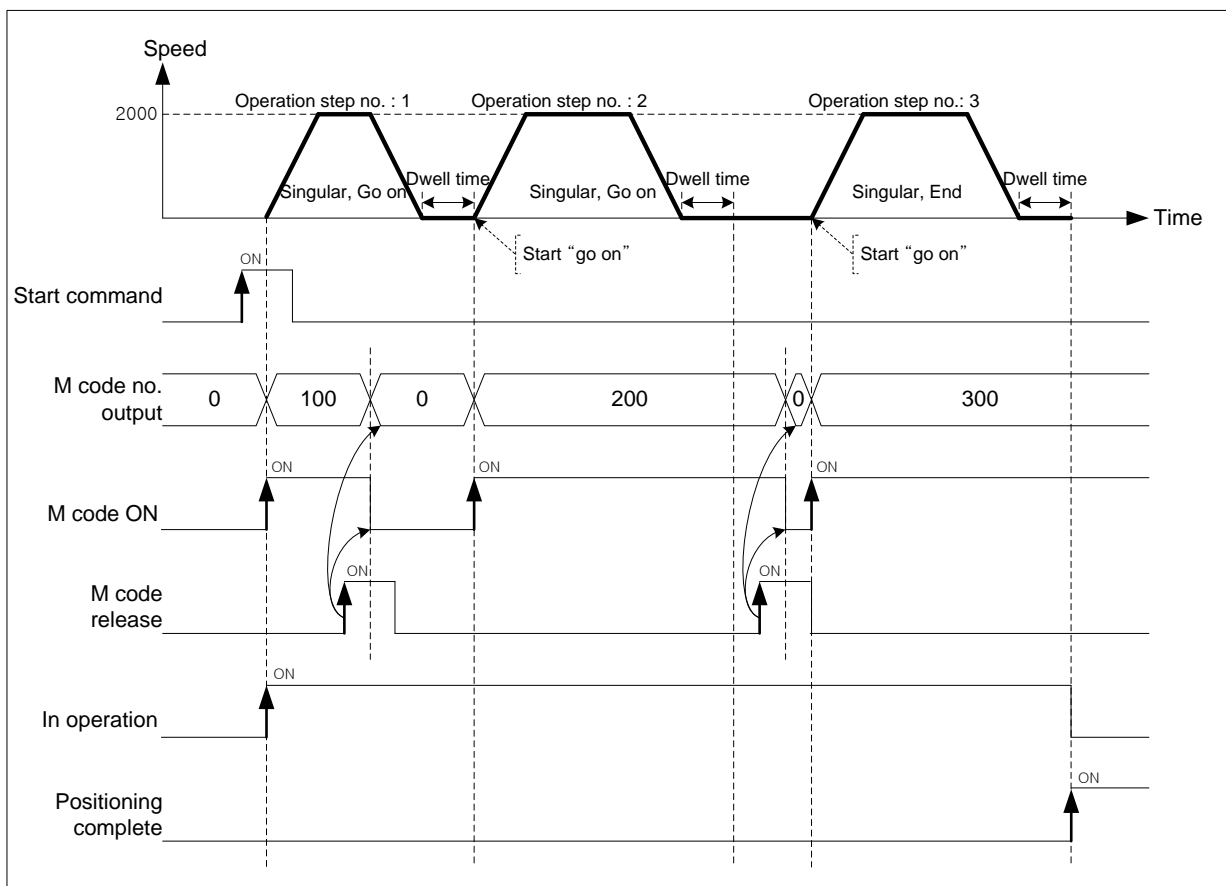 Speed
Operation step no. : 1
Operation step no. : 2
Operation step no.: 3
2000
Dwell time
Dwell time
Dwell time
Singular, Go on
Singular, Go on
Singular, End
Time
Start “go on”
Start “go on”
ON
Start command
M code no.
output
0
100
0
200
0
300
ON
ON
ON
M code ON
ON
ON
M code
release
ON
In operation
ON
Positioning
complete